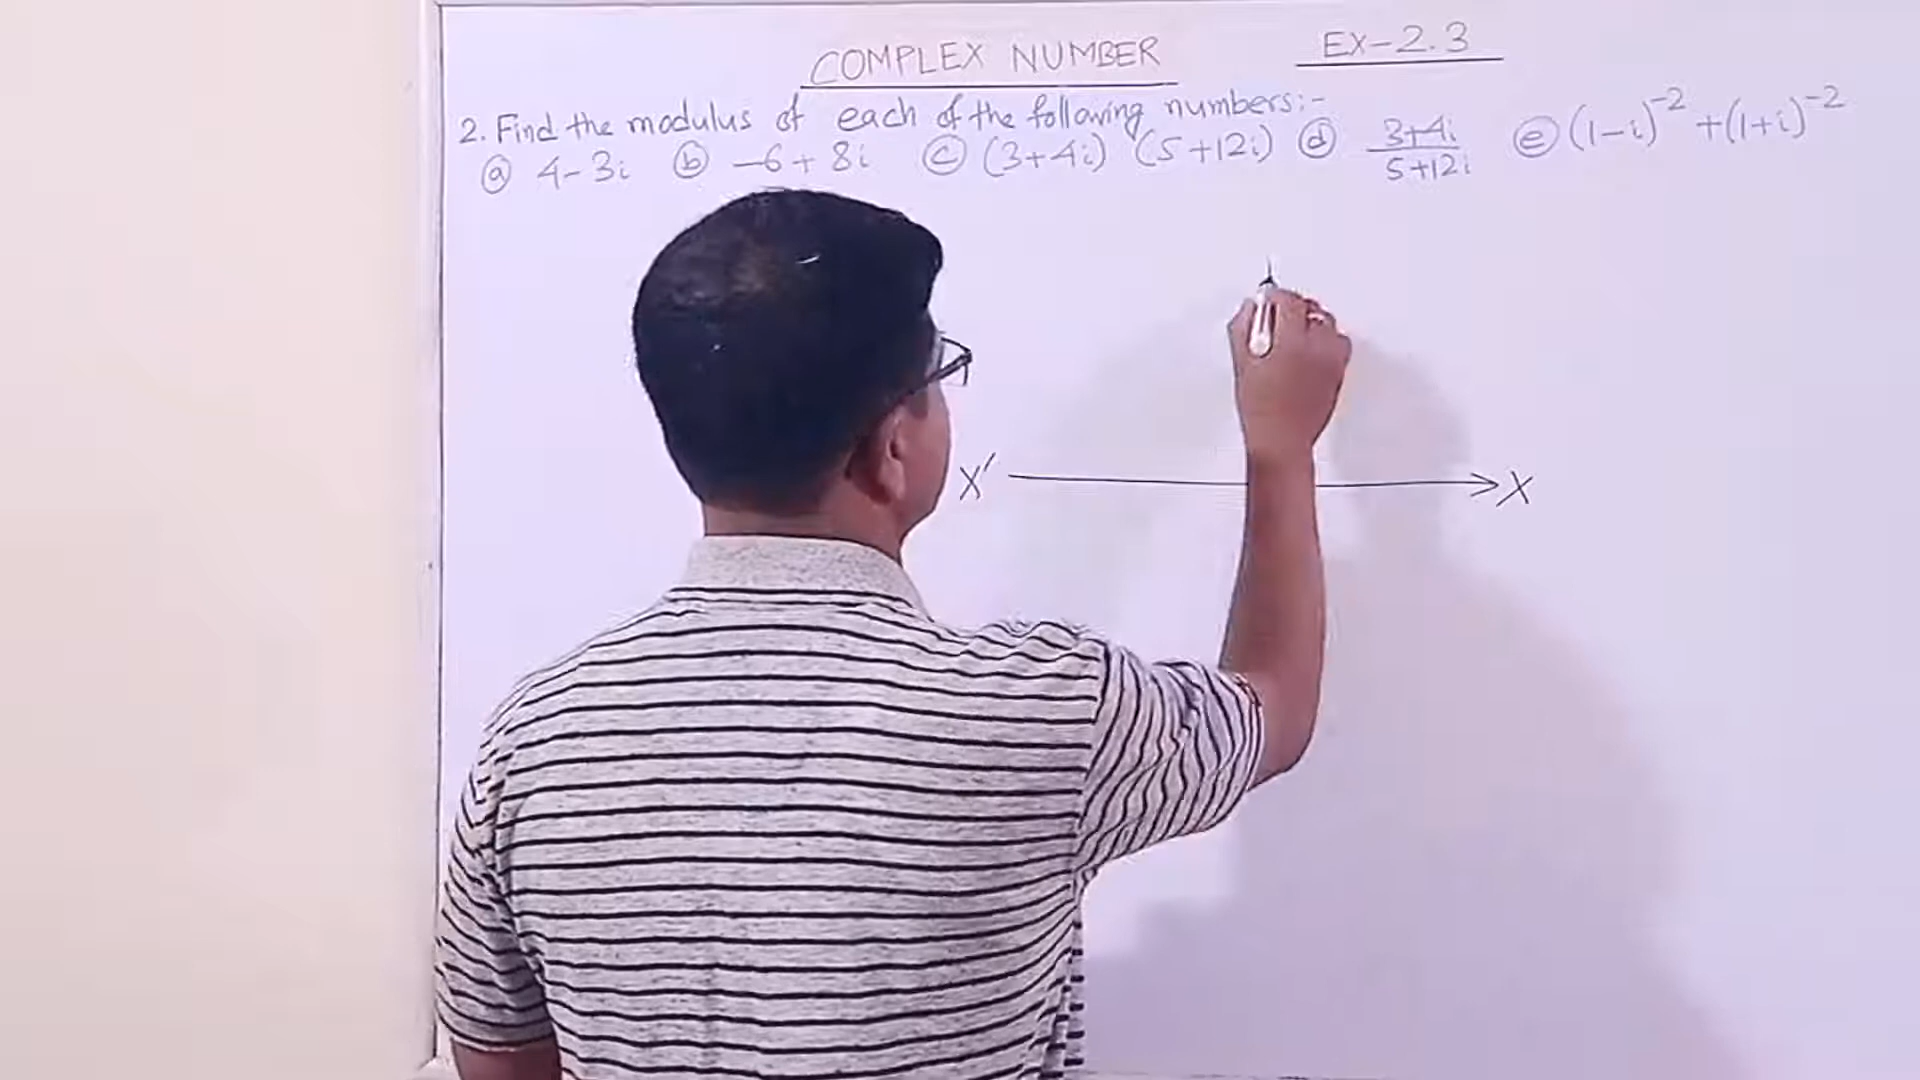 COMPLEX NUMBER EX-2.3
2. Find the modulus of each of the following numbers:-
ⓐ 4-3i ⓑ -6+8i ⓒ (3+4i) (5+12i) ⓓ \frac{3+4i}{5+12i} ⓔ (1-i)^{-2} + (1+i)^{-2}
X' X